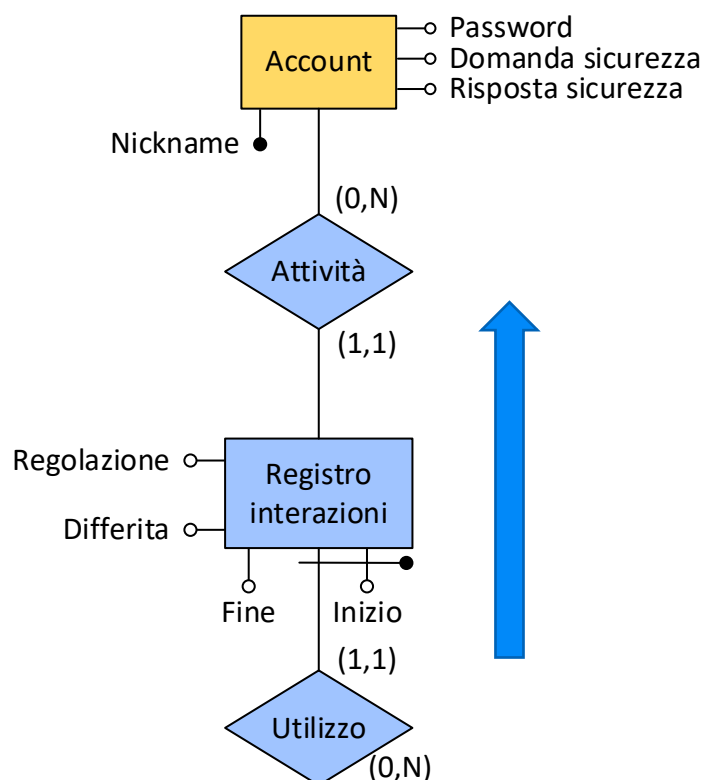 Account
Password
Domanda sicurezza
Risposta sicurezza
Nickname
(0,N)
Attività
(1,1)
Regolazione
Registro
interazioni
Differita
Fine
Inizio
(1,1)
Utilizzo
(0,N)